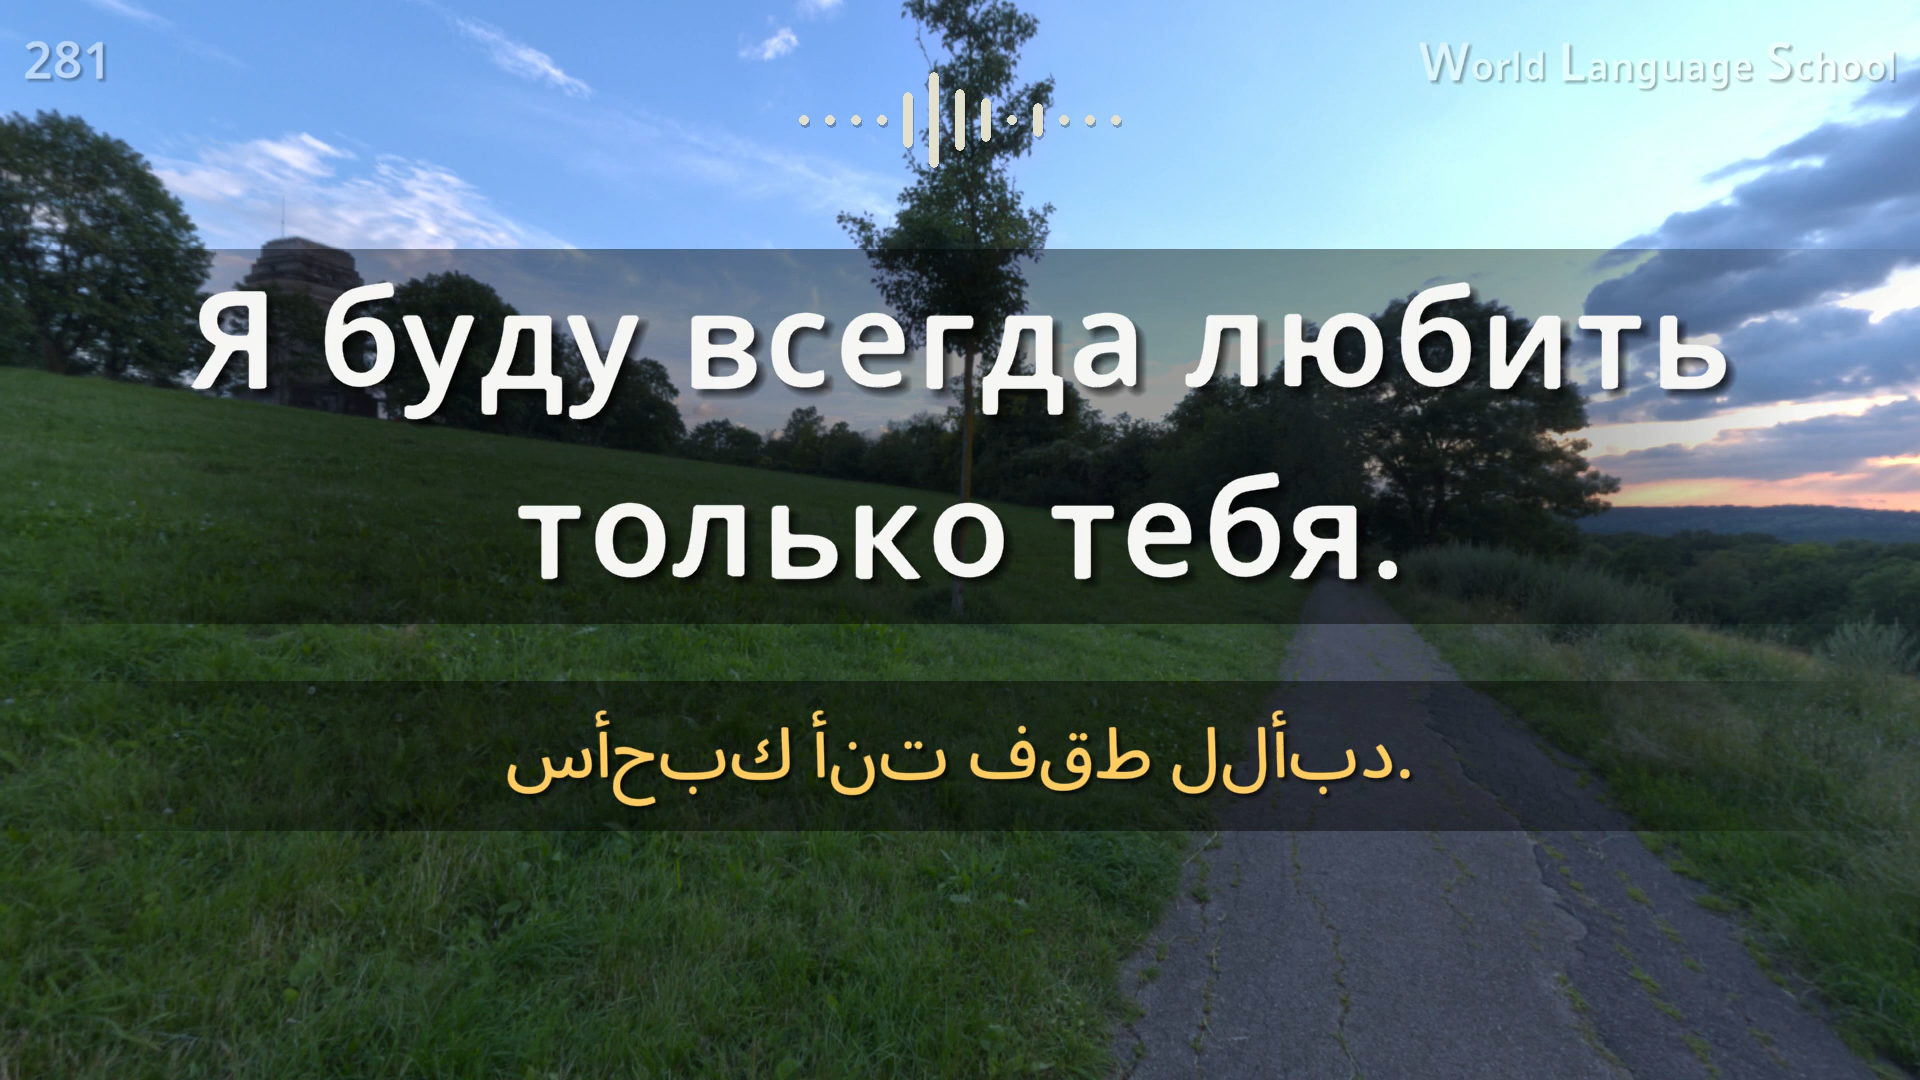 281
World Language School
Я буду всегда любить
только тебя.
سأحبك أنت فقط للأبد.